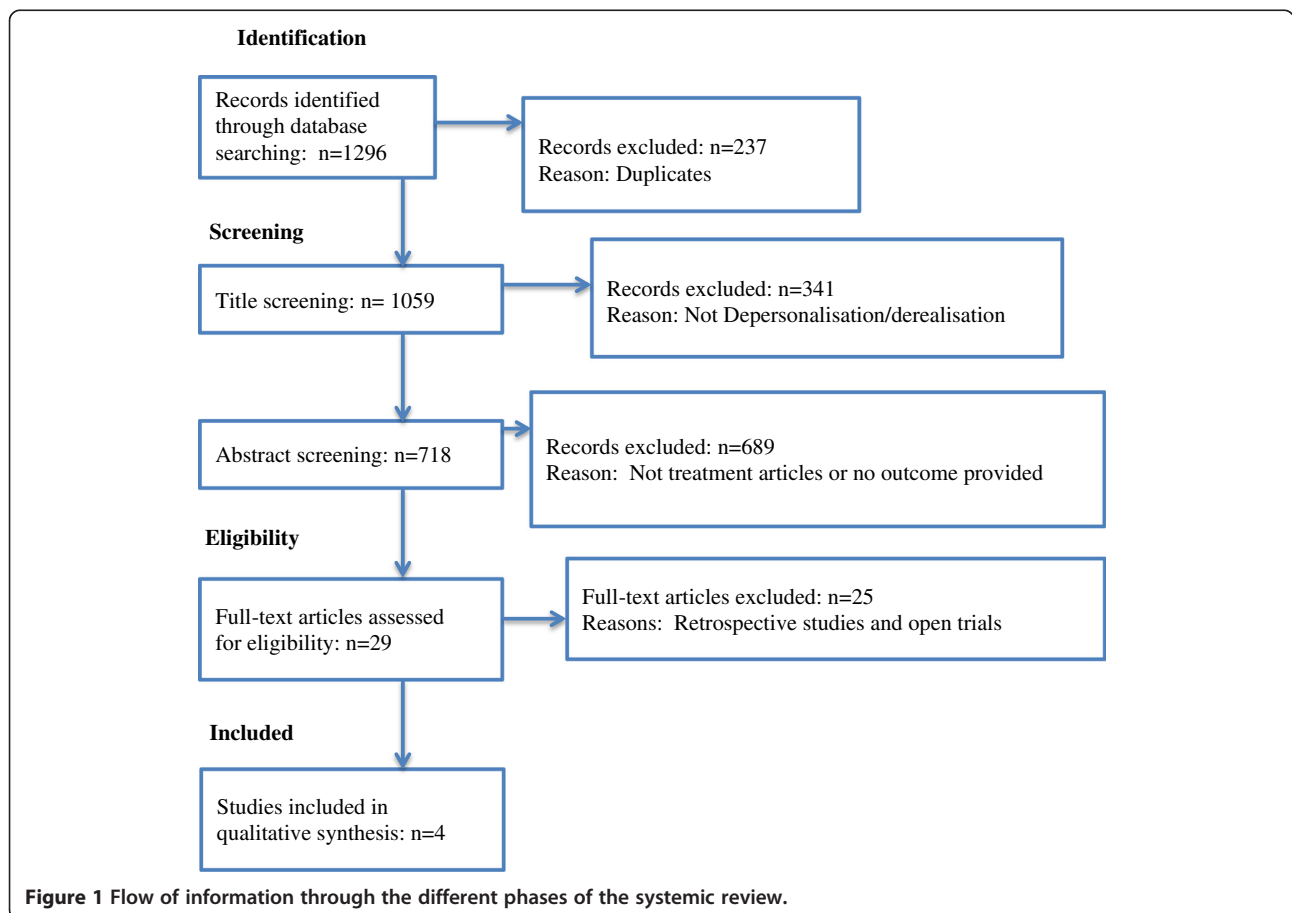 Identification
Records identified
through database
searching: n=1296
Records excluded: n=237
Reason: Duplicates
Screening
Title screening: n= 1059
Records excluded: n=341
Reason: Not Depersonalisation/derealisation
Abstract screening: n=718
Records excluded: n=689
Reason: Not treatment articles or no outcome provided
Eligibility
Full-text articles assessed
for eligibility: n=29
Full-text articles excluded: n=25
Reasons: Retrospective studies and open trials
Included
Studies included in
qualitative synthesis: n=4
Figure 1 Flow of information through the different phases of the systemic review.